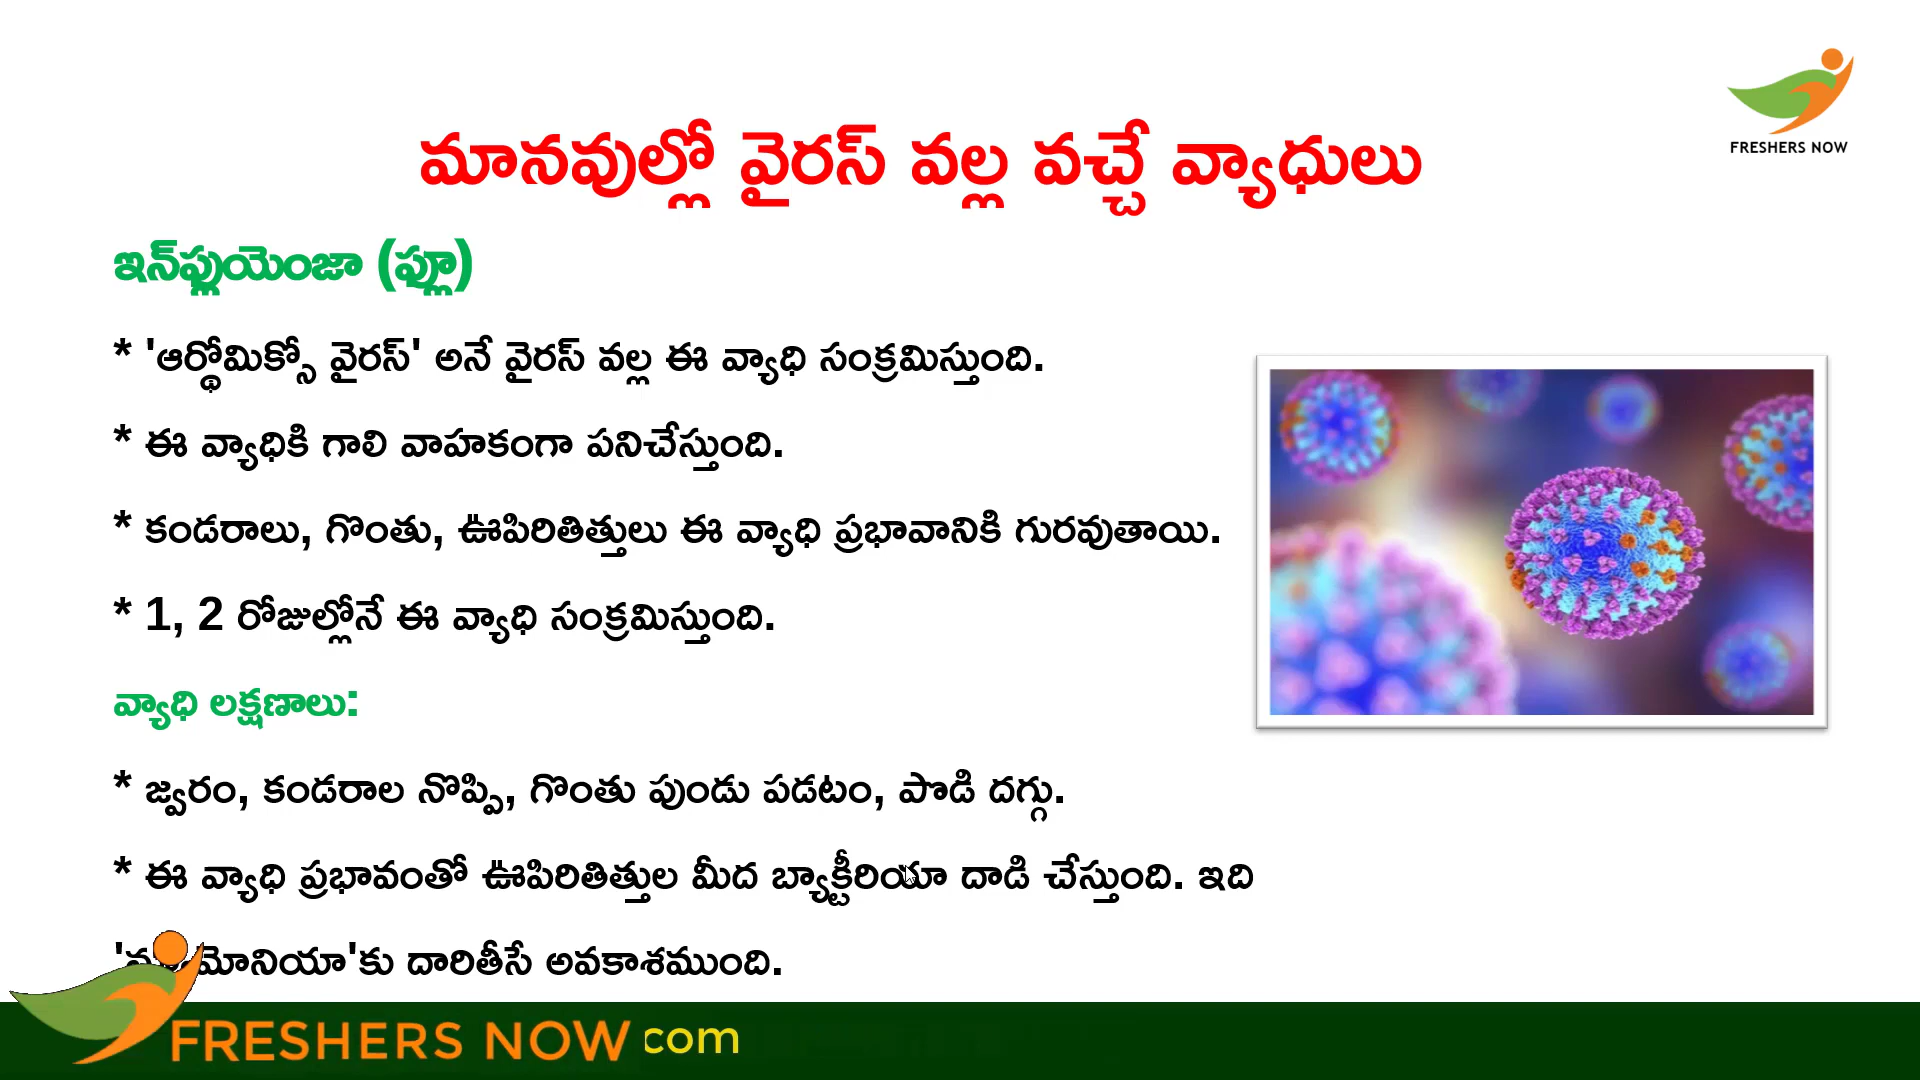 FRESHERS NOW
మానవుల్లో వైరస్ వల్ల వచ్చే వ్యాధులు
ఇన్‌ఫ్లుయెంజా (ఫ్లూ)
* 'ఆర్థోమిక్సో వైరస్' అనే వైరస్ వల్ల ఈ వ్యాధి సంక్రమిస్తుంది.
* ఈ వ్యాధికి గాలి వాహకంగా పనిచేస్తుంది.
* కండరాలు, గొంతు, ఊపిరితిత్తులు ఈ వ్యాధి ప్రభావానికి గురవుతాయి.
* 1, 2 రోజుల్లోనే ఈ వ్యాధి సంక్రమిస్తుంది.
వ్యాధి లక్షణాలు:
* జ్వరం, కండరాల నొప్పి, గొంతు పుండు పడటం, పొడి దగ్గు.
* ఈ వ్యాధి ప్రభావంతో ఊపిరితిత్తుల మీద బ్యాక్టీరియా దాడి చేస్తుంది. ఇది
దారితీసే అవకాశముంది.
FRESHERS NOW com